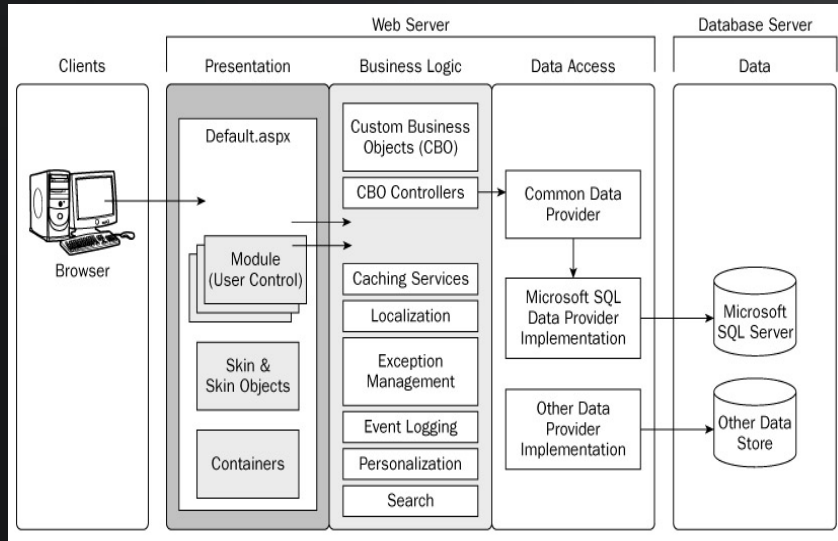 Web Server
Database Server
Clients
Presentation
Business Logic
Data Access
Data
Browser
Default.aspx
Module
(User Control)
Skin &
Skin Objects
Containers
Custom Business
Objects (CBO)
CBO Controllers
Caching Services
Localization
Exception
Management
Event Logging
Personalization
Search
Common Data
Provider
Microsoft SQL
Data Provider
Implementation
Other Data
Provider
Implementation
Microsoft
SQL Server
Other Data
Store